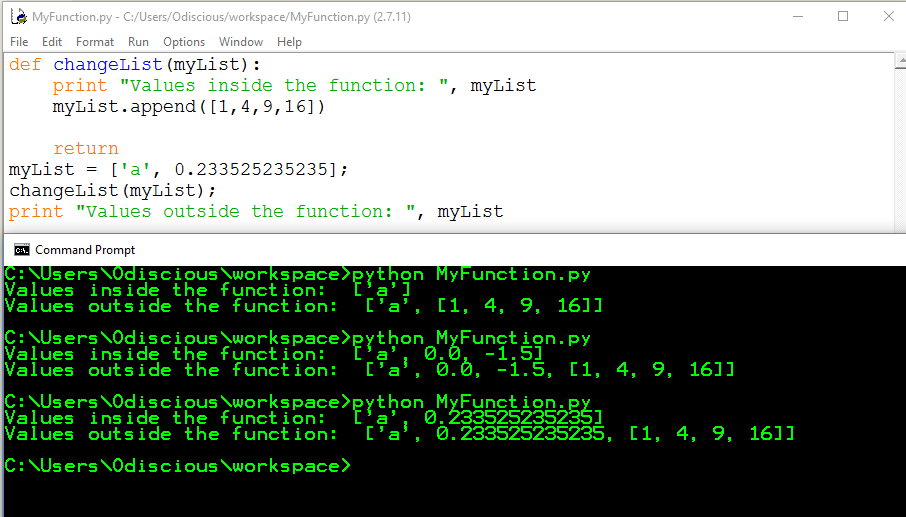 MyFunction.py - C:/Users/Odiscious/workspace/MyFunction.py (2.7.11)
File Edit Format Run Options Window Help
def changeList(myList):
    print "Values inside the function: ", myList
    myList.append([1,4,9,16])
    return
myList = ['a', 0.233525235235];
changeList(myList);
print "Values outside the function: ", myList
Command Prompt
C:\Users\Odiscious\workspace>python MyFunction.py
Values inside the function:  ['a']
Values outside the function:  ['a', [1, 4, 9, 16]]
C:\Users\Odiscious\workspace>python MyFunction.py
Values inside the function:  ['a', 0.0, -1.5]
Values outside the function:  ['a', 0.0, -1.5, [1, 4, 9, 16]]
C:\Users\Odiscious\workspace>python MyFunction.py
Values inside the function:  ['a', 0.233525235235]
Values outside the function:  ['a', 0.233525235235, [1, 4, 9, 16]]
C:\Users\Odiscious\workspace>